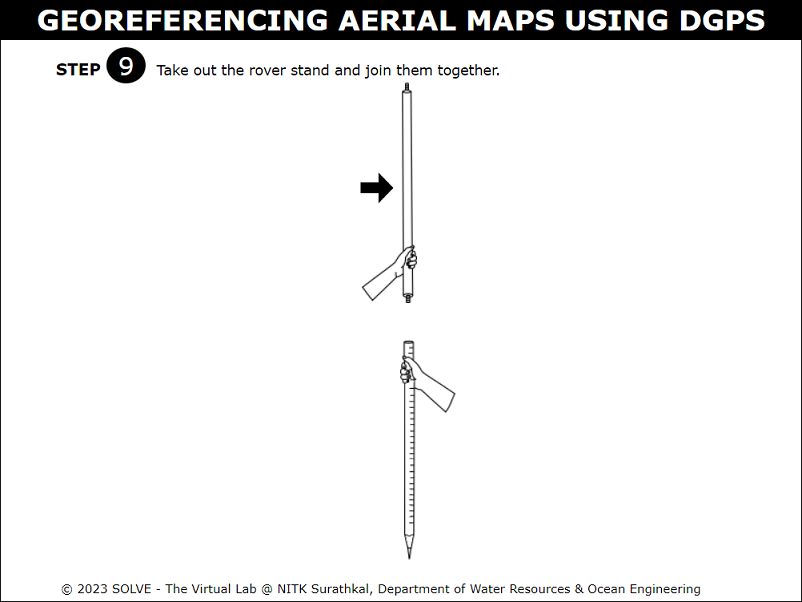 GEOREFERENCING AERIAL MAPS USING DGPS
STEP 9 Take out the rover stand and join them together.
© 2023 SOLVE - The Virtual Lab @ NITK Surathkal, Department of Water Resources & Ocean Engineering